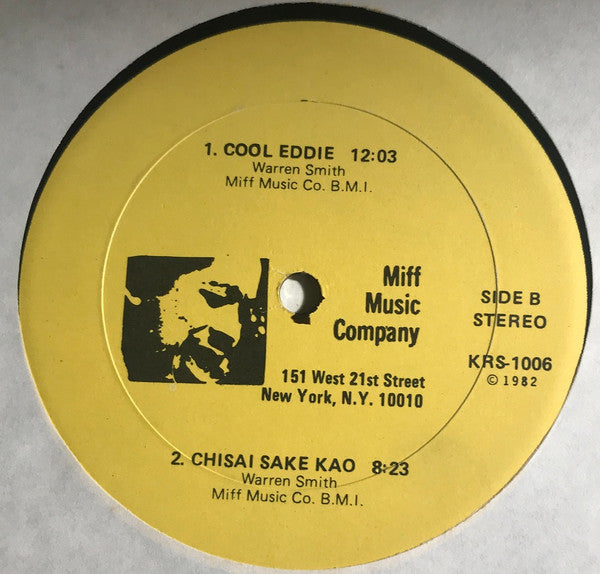 1. COOL EDDIE 12:03
Warren Smith
Miff Music Co. B.M.I.
Miff
Music
Company
151 West 21st Street
New York, N.Y. 10010
SIDE B
STEREO
KRS-1006
© 1982
2. CHISAI SAKE KAO 8:23
Warren Smith
Miff Music Co. B.M.I.